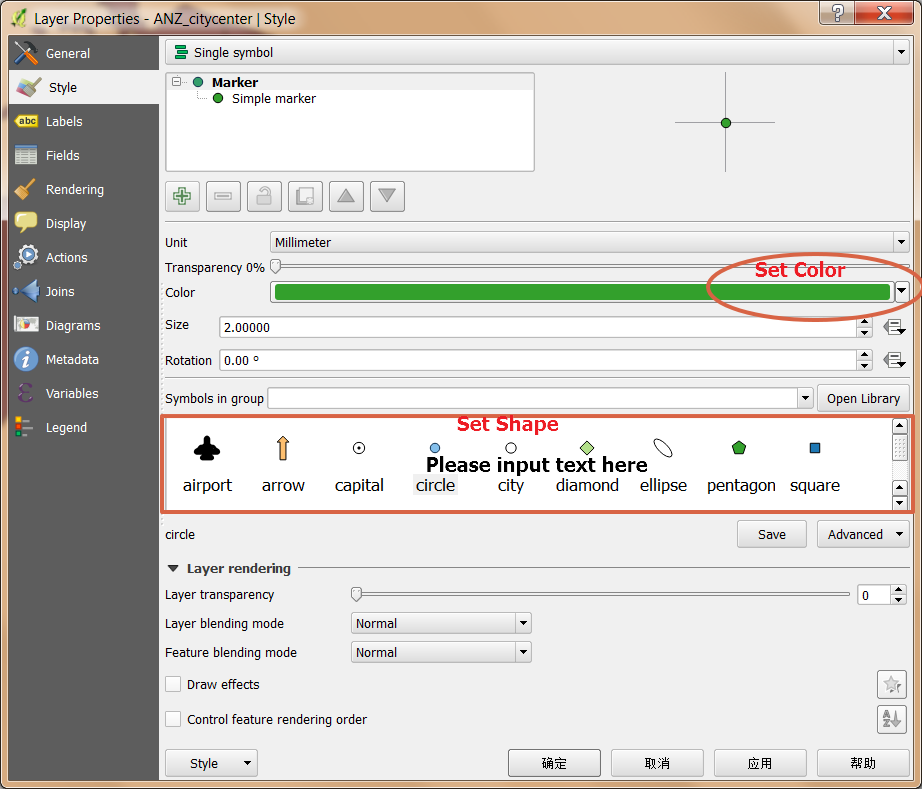 Layer Properties - ANZ_citycenter | Style
General
Style
abc Labels
Fields
Rendering
Display
Actions
Joins
Diagrams
Metadata
Variables
Legend
Single symbol
Marker
Simple marker
Unit Millimeter
Transparency 0%
Set Color
Color
Size 2.00000
Rotation 0.00 °
Symbols in group Open Library
Set Shape
Please input text here
airport arrow capital circle city diamond ellipse pentagon square
circle Save Advanced
Layer rendering
Layer transparency 0
Layer blending mode Normal
Feature blending mode Normal
Draw effects
Control feature rendering order
Style 确定 取消 应用 帮助